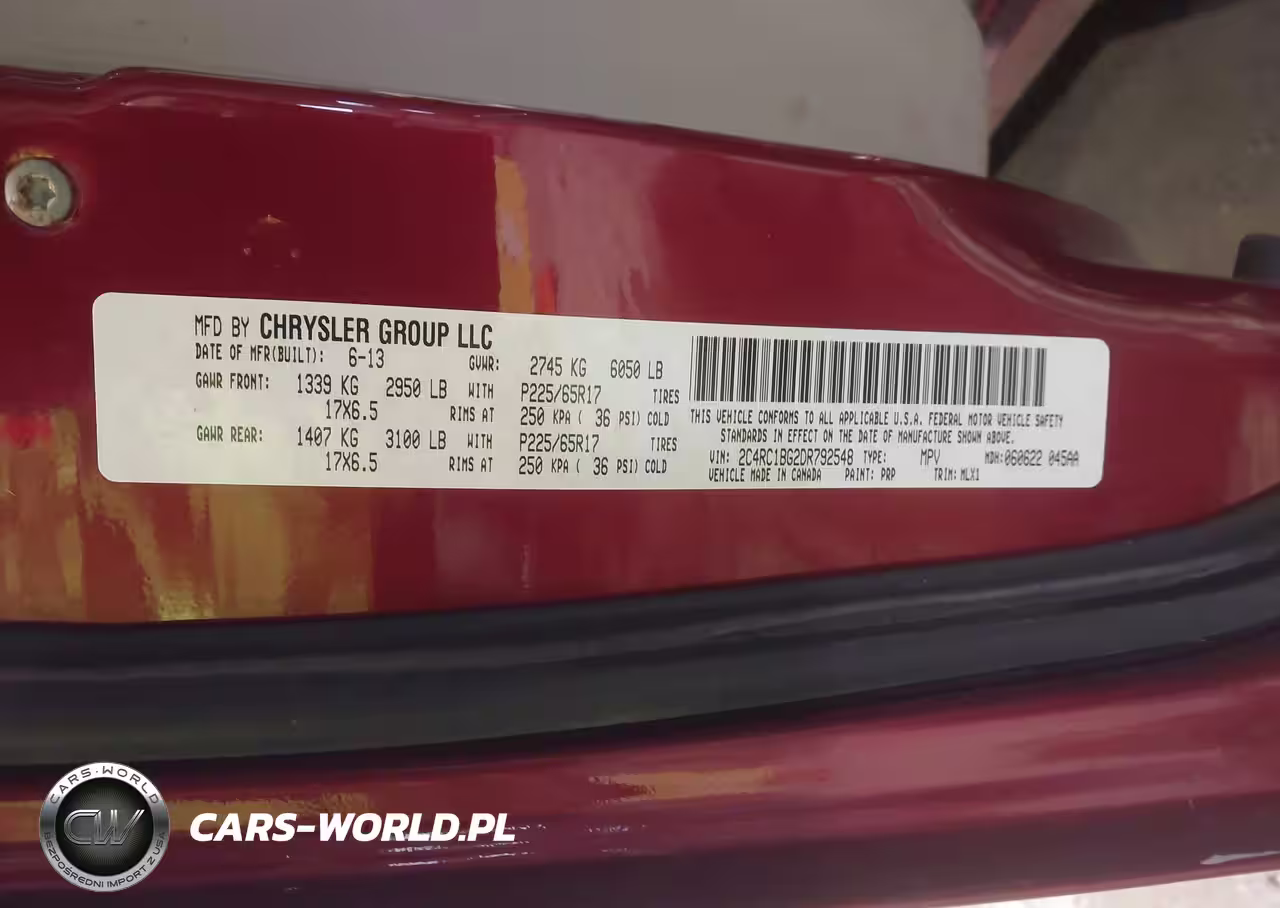 MFD BY CHRYSLER GROUP LLC
DATE OF MFR(BUILT): 6-13 GVWR: 2745 KG 6050 LB
GAWR FRONT: 1339 KG 2950 LB WITH P225/65R17 TIRES
17X6.5 RIMS AT 250 KPA ( 36 PSI) COLD
GAWR REAR: 1407 KG 3100 LB WITH P225/65R17 TIRES
17X6.5 RIMS AT 250 KPA ( 36 PSI) COLD
THIS VEHICLE CONFORMS TO ALL APPLICABLE U.S.A. FEDERAL MOTOR VEHICLE SAFETY
STANDARDS IN EFFECT ON THE DATE OF MANUFACTURE SHOWN ABOVE.
VIN: 2C4RC1BG2DR792548 TYPE: MPV MDH:060622 045AA
VEHICLE MADE IN CANADA PAINT: PRP TRIM: MLX1
CARS-WORLD
CW
BEZPOŚREDNI IMPORT Z USA
CARS-WORLD.PL